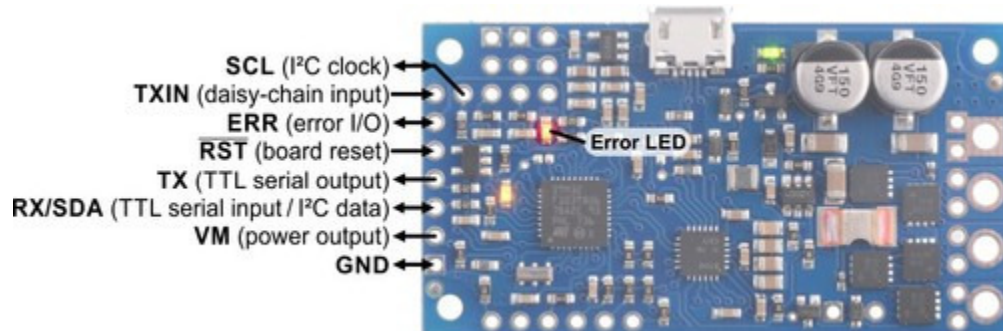 SCL (I²C clock)
TXIN (daisy-chain input)
ERR (error I/O)
Error LED
RST (board reset)
TX (TTL serial output)
RX/SDA (TTL serial input / I²C data)
VM (power output)
GND
150
VFT
4G9
150
VFT
4G9